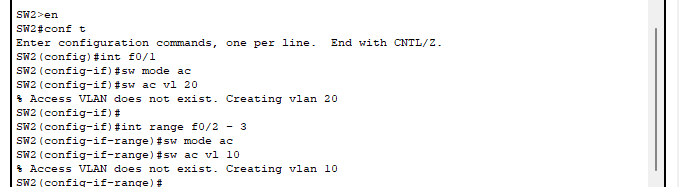 SW2>en
SW2#conf t
Enter configuration commands, one per line.  End with CNTL/Z.
SW2(config)#int f0/1
SW2(config-if)#sw mode ac
SW2(config-if)#sw ac vl 20
% Access VLAN does not exist. Creating vlan 20
SW2(config-if)#
SW2(config-if)#int range f0/2 - 3
SW2(config-if-range)#sw mode ac
SW2(config-if-range)#sw ac vl 10
% Access VLAN does not exist. Creating vlan 10
SW2(config-if-range)#